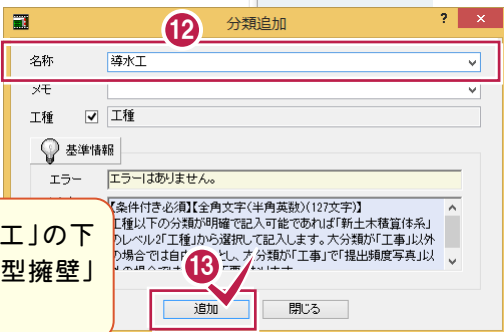 分類追加
? ×
⑫
名称 導水工
メモ
工種 工種
基準情報
エラー エラーはありません。
【条件付き必須】【全角文字(半角英数)(127文字)】
工種以下の分類が明確で記入可能であれば「新土木積算体系」
のレベル2「工種」から選択して記入します。大分類が「工事」以外
の場合では自由
とし、大分類が「工事」で「提出頻度写真」以
工」の下
型擁壁」
⑬
追加 閉じる